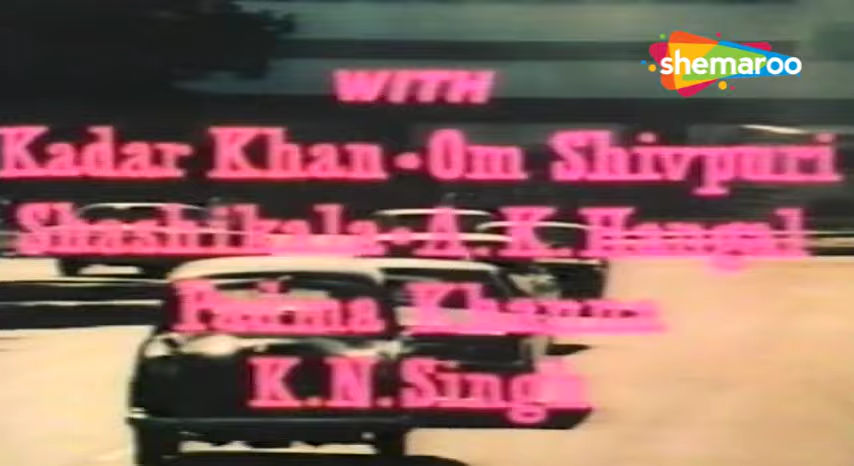 shemaroo
WITH
Kadar Khan • Om Shivpuri
Shashikala • A.K.Hangal
Padma Khanna
K.N.Singh